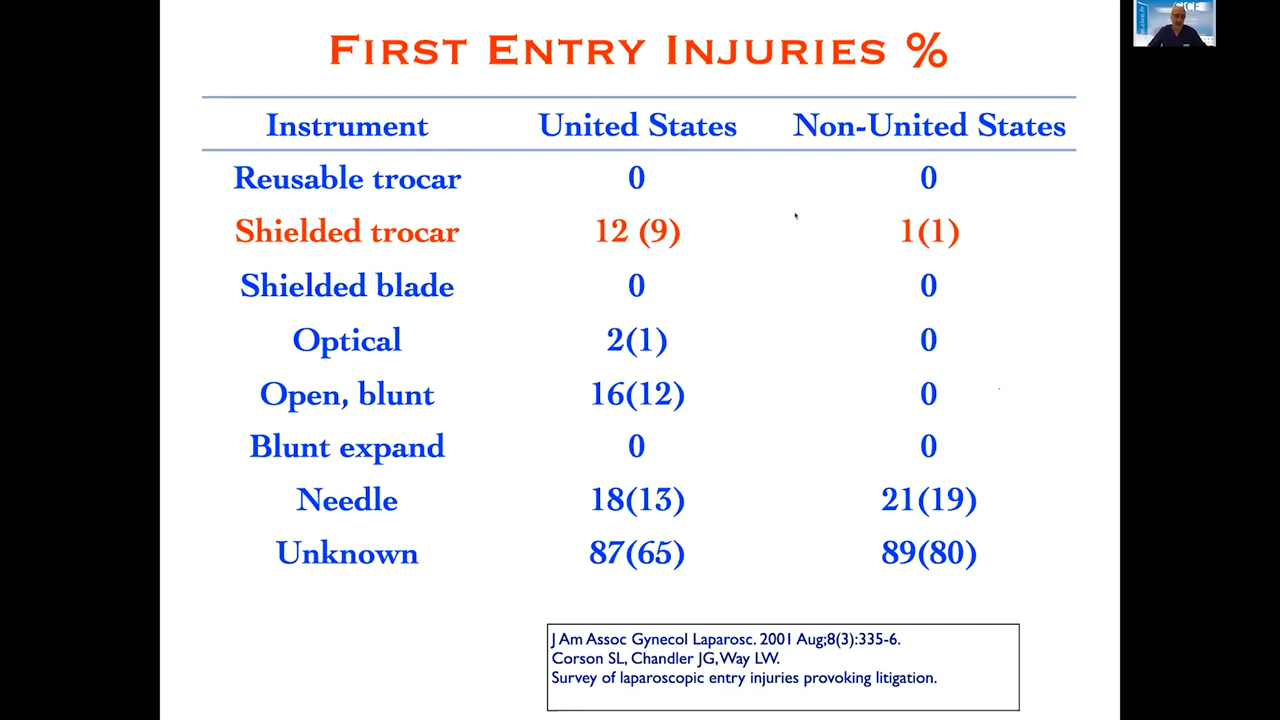 FIRST ENTRY INJURIES %
Instrument United States Non-United States
Reusable trocar 0 0
Shielded trocar 12 (9) 1(1)
Shielded blade 0 0
Optical 2(1) 0
Open, blunt 16(12) 0
Blunt expand 0 0
Needle 18(13) 21(19)
Unknown 87(65) 89(80)
J Am Assoc Gynecol Laparosc. 2001 Aug;8(3):335-6.
Corson SL, Chandler JG, Way LW.
Survey of laparoscopic entry injuries provoking litigation.